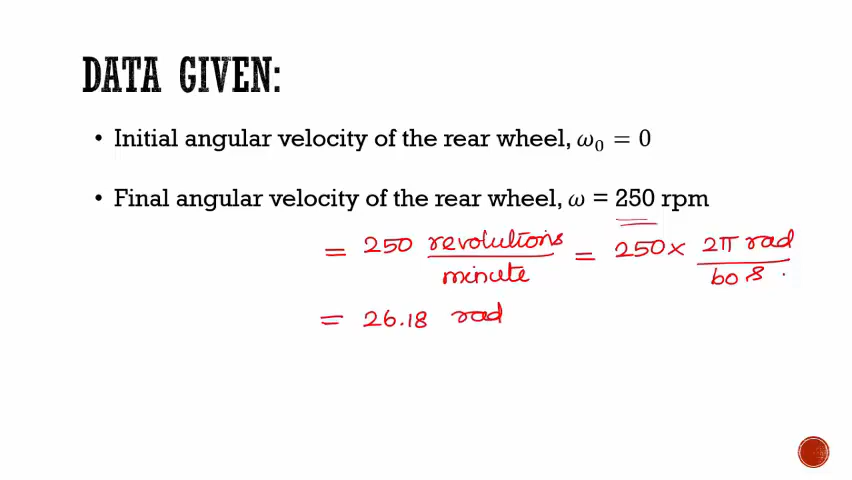 DATA GIVEN:
• Initial angular velocity of the rear wheel, ω₀ = 0
• Final angular velocity of the rear wheel, ω = 250 rpm
= 250 revolutions/minute = 250 × 2π rad/60 s
= 26.18 rad